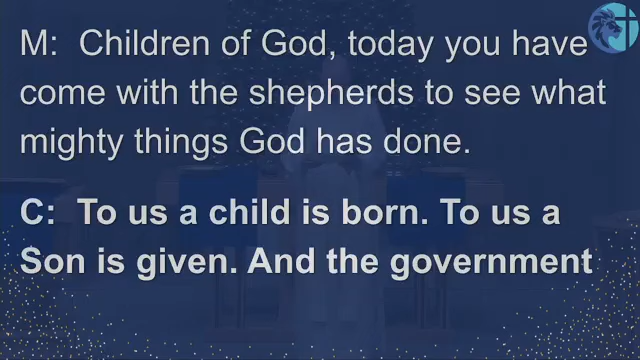 M:  Children of God, today you have
come with the shepherds to see what
mighty things God has done.
C:  To us a child is born. To us a
Son is given. And the government